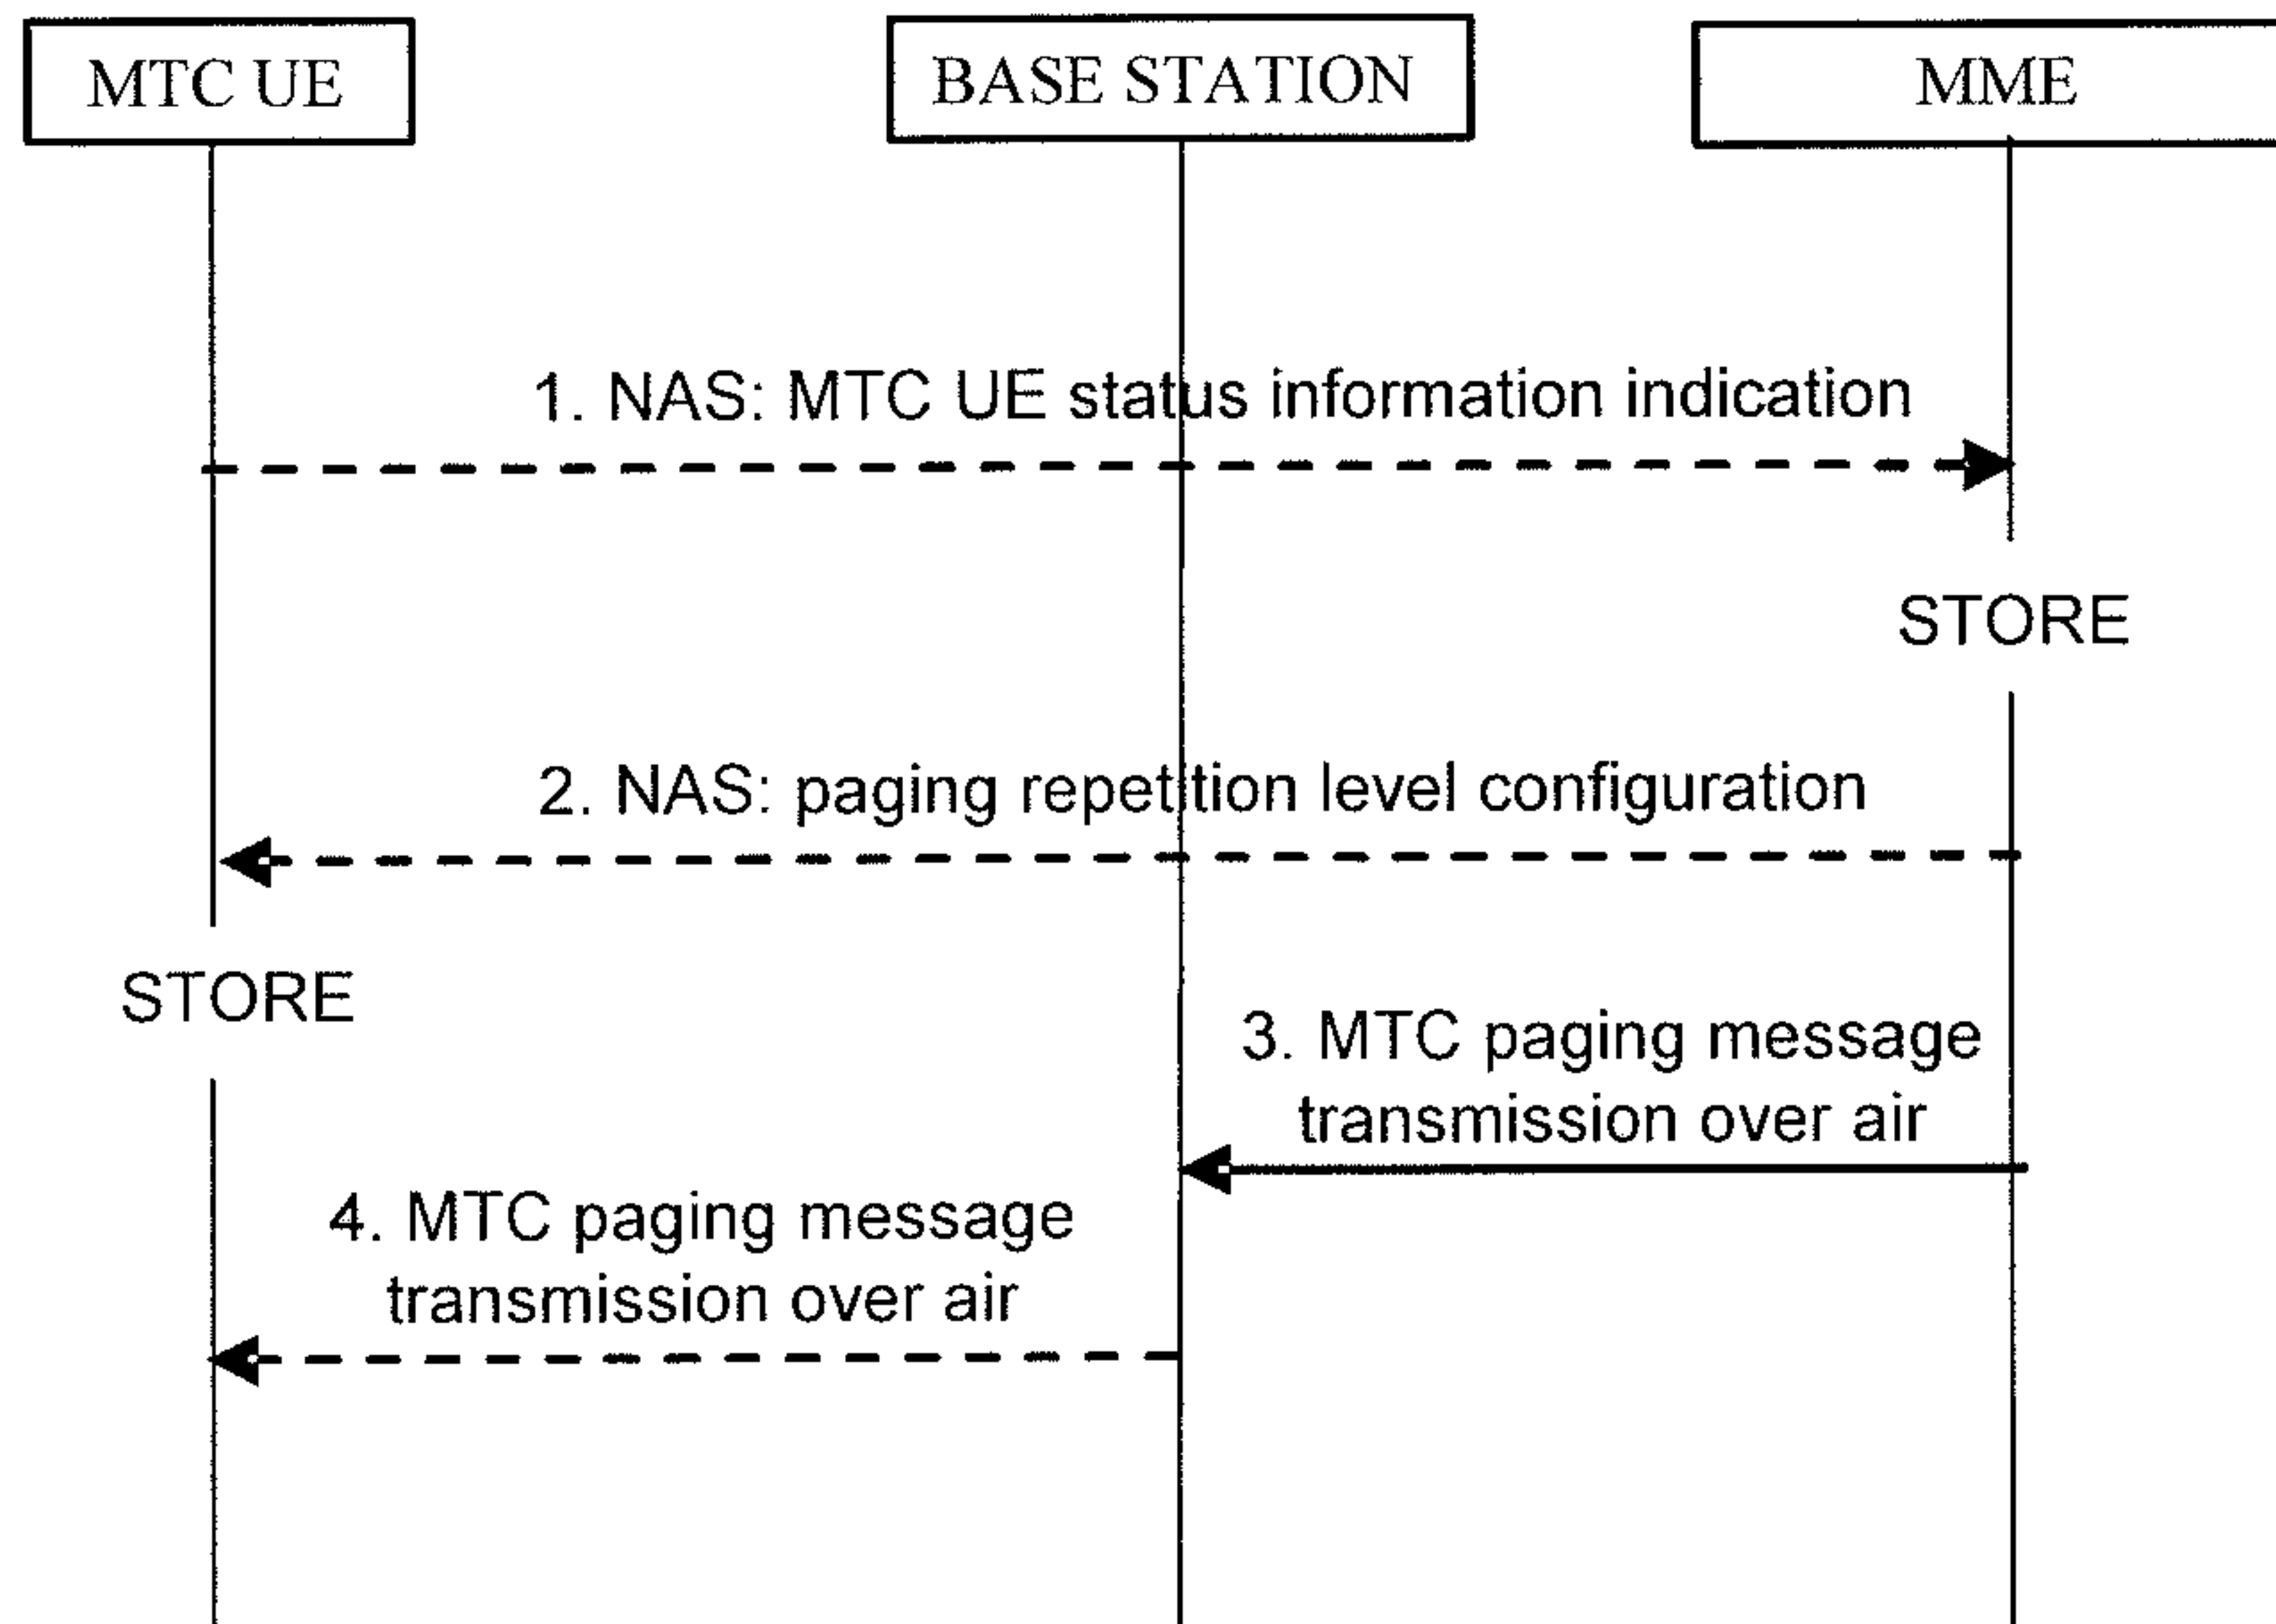 MTC UE
BASE STATION
MME
1. NAS: MTC UE status information indication
STORE
2. NAS: paging repetition level configuration
STORE
3. MTC paging message
transmission over air
4. MTC paging message
transmission over air